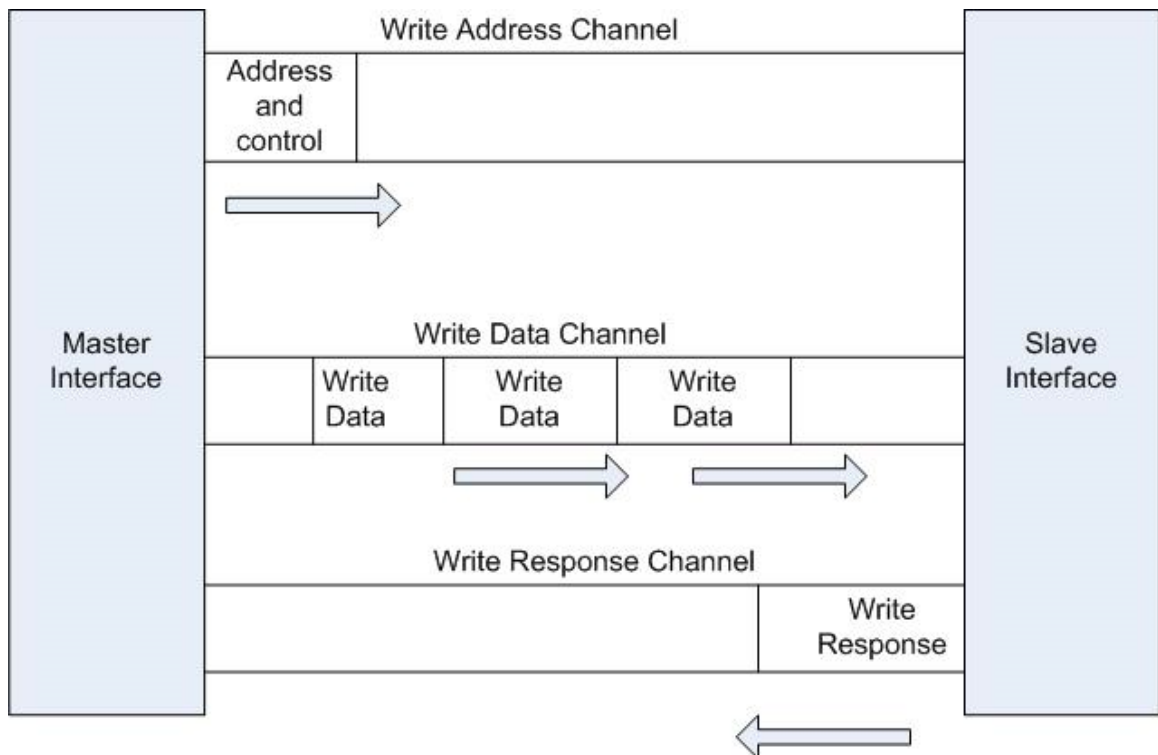 Write Address Channel
Address
and
control
Master
Interface
Write Data Channel
Write
Data
Write
Data
Write
Data
Slave
Interface
Write Response Channel
Write
Response